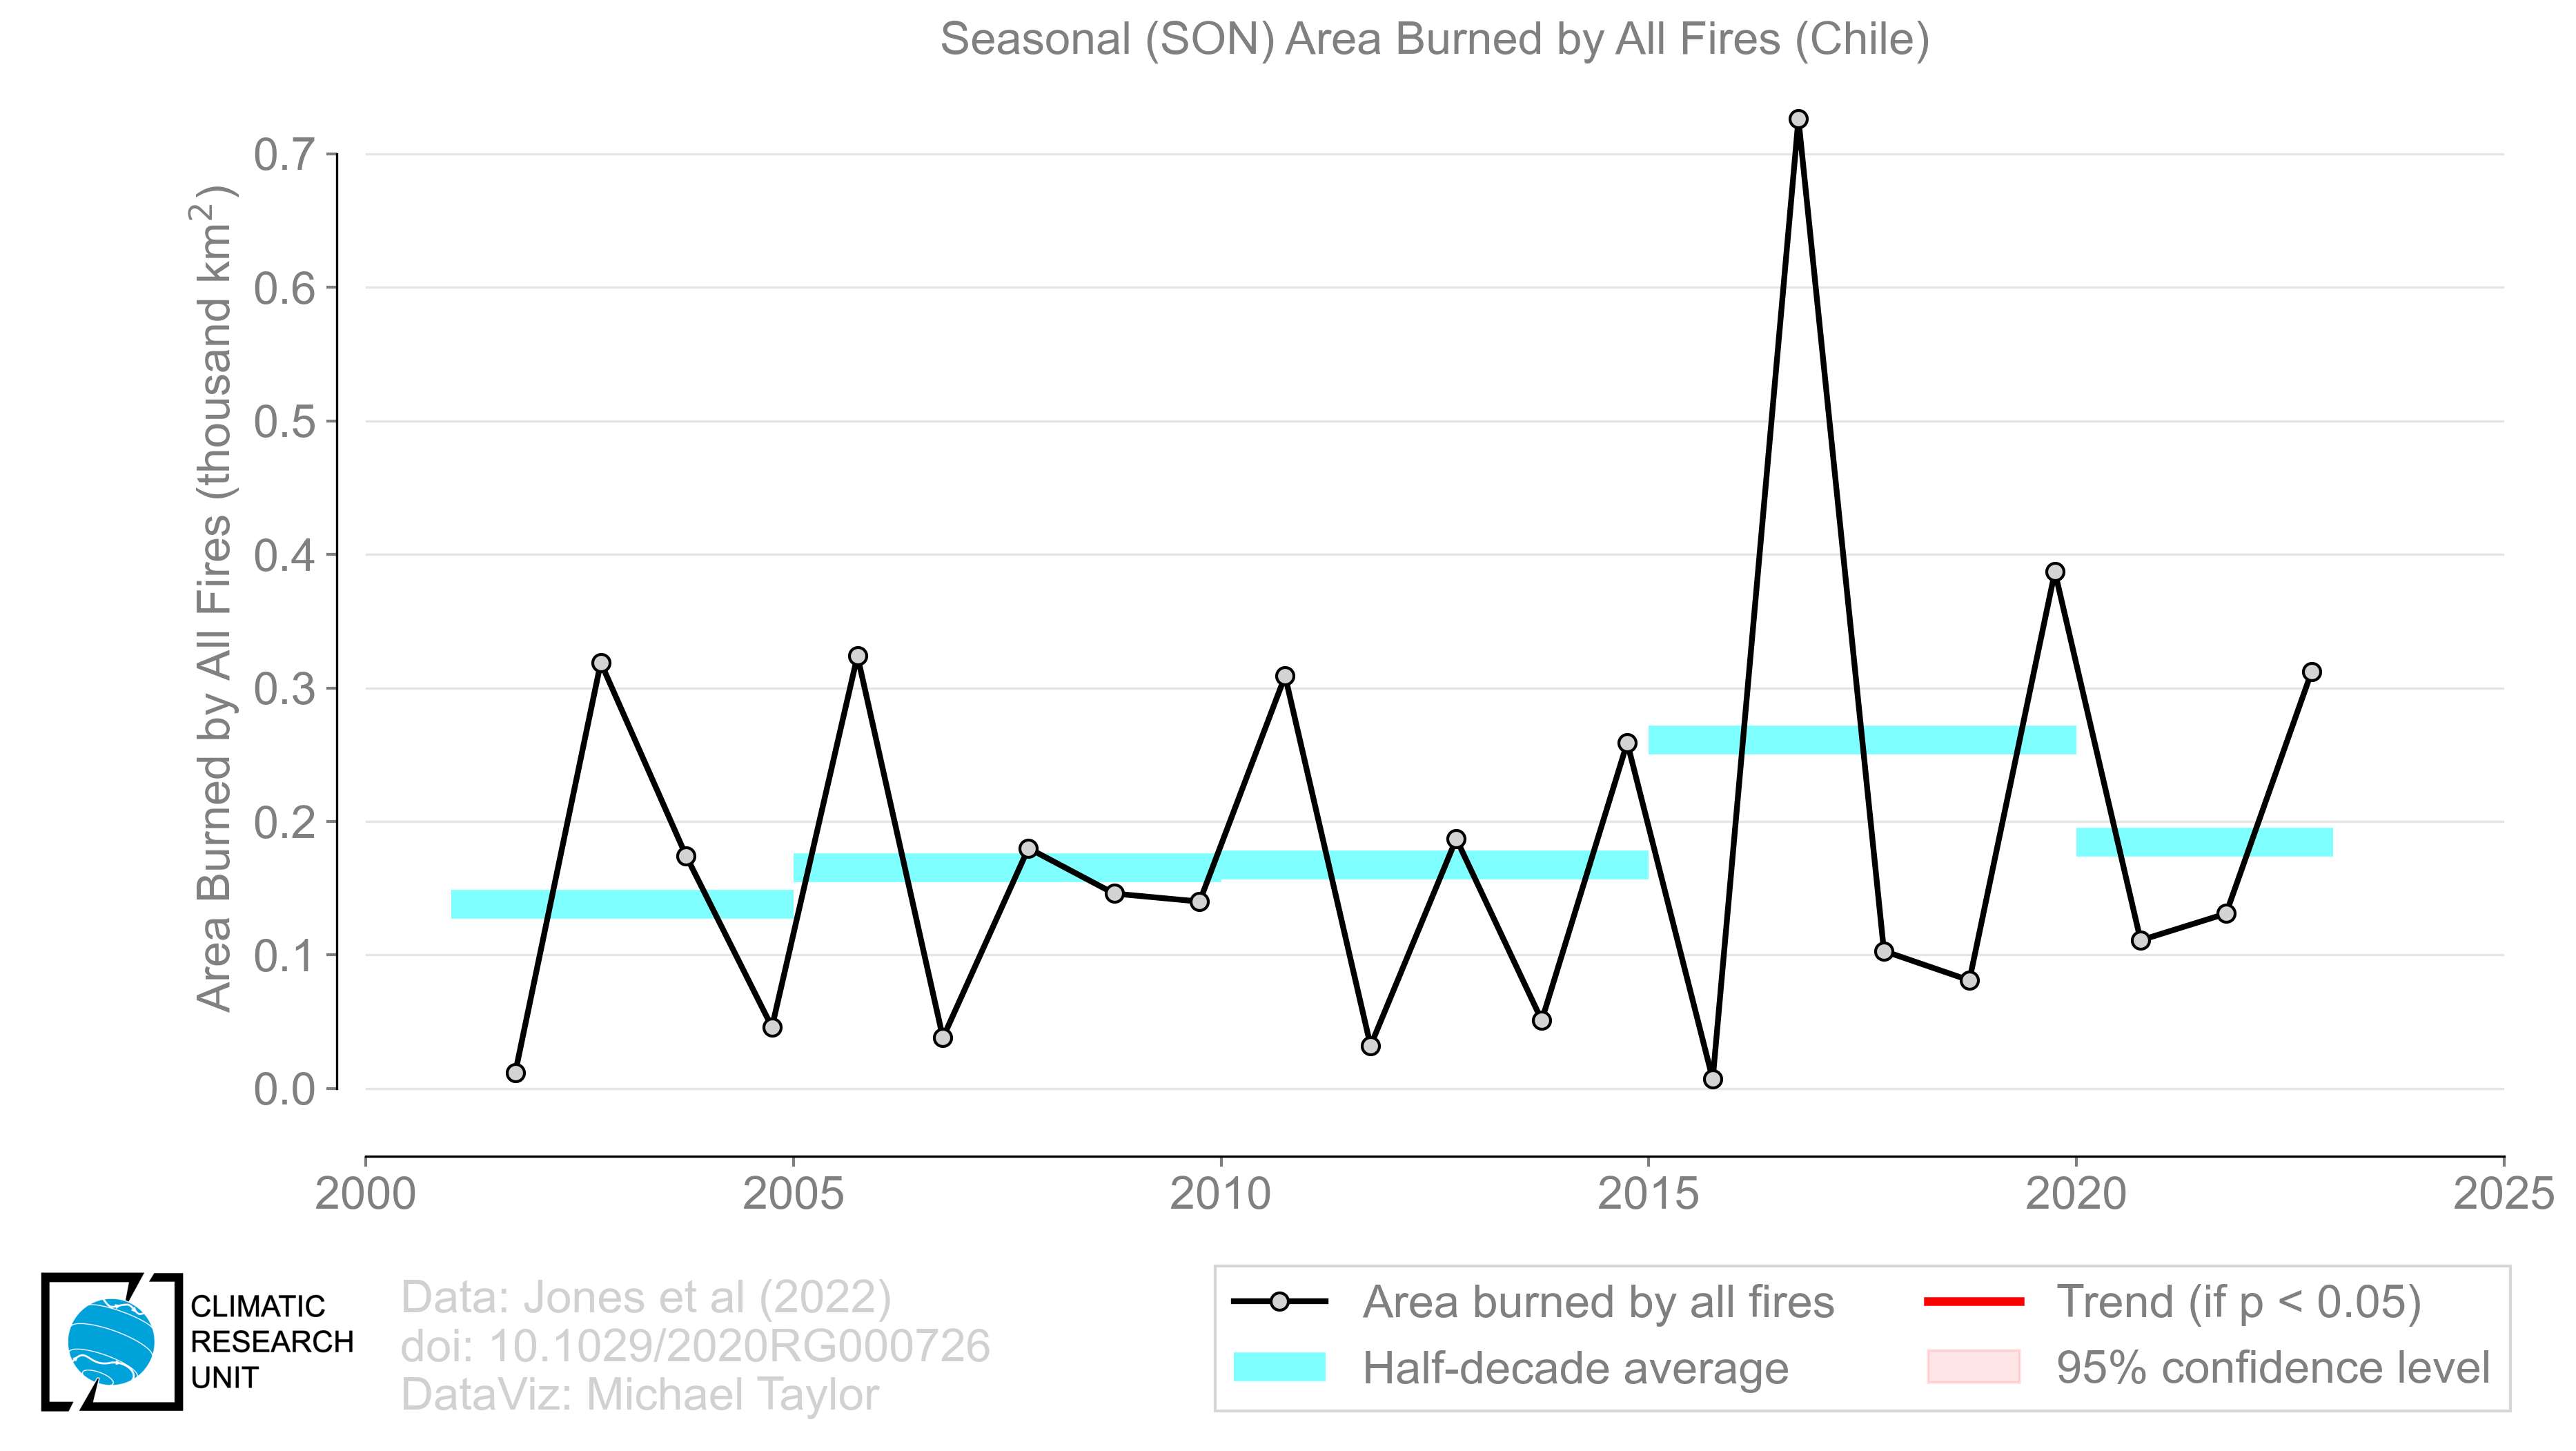 Seasonal (SON) Area Burned by All Fires (Chile)
Area Burned by All Fires (thousand km²)
0.7
0.6
0.5
0.4
0.3
0.2
0.1
0.0
2000 2005 2010 2015 2020 2025
CLIMATIC
RESEARCH
UNIT
Data: Jones et al (2022)
doi: 10.1029/2020RG000726
DataViz: Michael Taylor
Area burned by all fires
Half-decade average
Trend (if p < 0.05)
95% confidence level